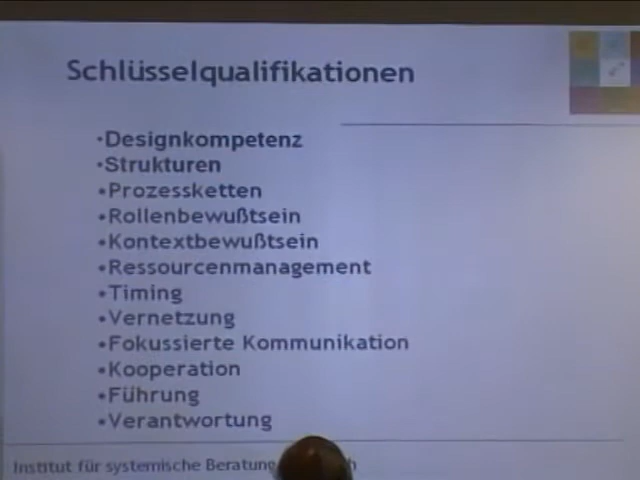 Schlüsselqualifikationen
•Designkompetenz
•Strukturen
•Prozessketten
•Rollenbewußtsein
•Kontextbewußtsein
•Ressourcenmanagement
•Timing
•Vernetzung
•Fokussierte Kommunikation
•Kooperation
•Führung
•Verantwortung
Institut für systemische Beratung